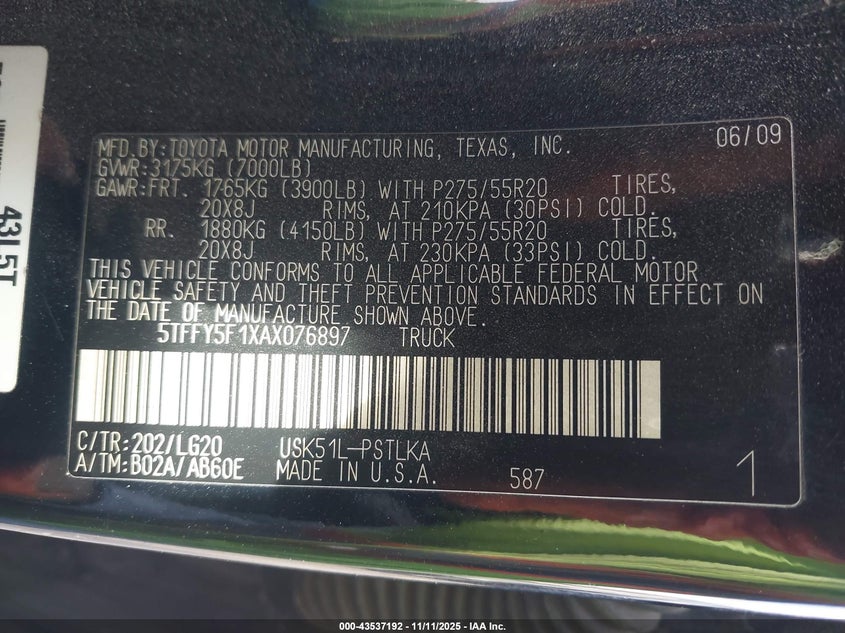 43L5T
MFD. BY: TOYOTA MOTOR MANUFACTURING, TEXAS, INC. 06/09
GVWR: 3175KG (7000LB)
GAWR: FRT. 1765KG (3900LB) WITH P275/55R20 TIRES,
20X8J RIMS, AT 210KPA (30PSI) COLD.
RR. 1880KG (4150LB) WITH P275/55R20 TIRES,
20X8J RIMS, AT 230KPA (33PSI) COLD.
THIS VEHICLE CONFORMS TO ALL APPLICABLE FEDERAL MOTOR
VEHICLE SAFETY AND THEFT PREVENTION STANDARDS IN EFFECT ON
THE DATE OF MANUFACTURE SHOWN ABOVE.
5TFFY5F1XAX076897 TRUCK
C/TR: 202/LG20 USK51L-PSTLKA
A/TM: B02A/AB60E MADE IN U.S.A. 587 1
000-43537192 - 11/11/2025 - IAA Inc.